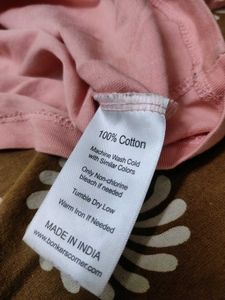 100% Cotton
Machine Wash Cold
with Similar Colors
Only Non-chlorine
Bleach if Needed
Tumble Dry Low
Warm Iron If Needed
MADE IN INDIA
www.bonkerscorner.com